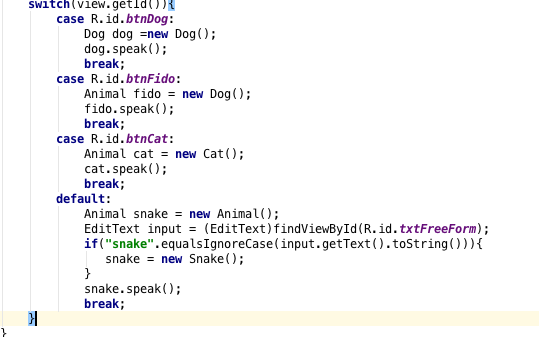 switch(view.getId()){
case R.id.btnDog:
Dog dog =new Dog();
dog.speak();
break;
case R.id.btnFido:
Animal fido = new Dog();
fido.speak();
break;
case R.id.btnCat:
Animal cat = new Cat();
cat.speak();
break;
default:
Animal snake = new Animal();
EditText input = (EditText)findViewById(R.id.txtFreeForm);
if("snake".equalsIgnoreCase(input.getText().toString())){
snake = new Snake();
}
snake.speak();
break;
}
}